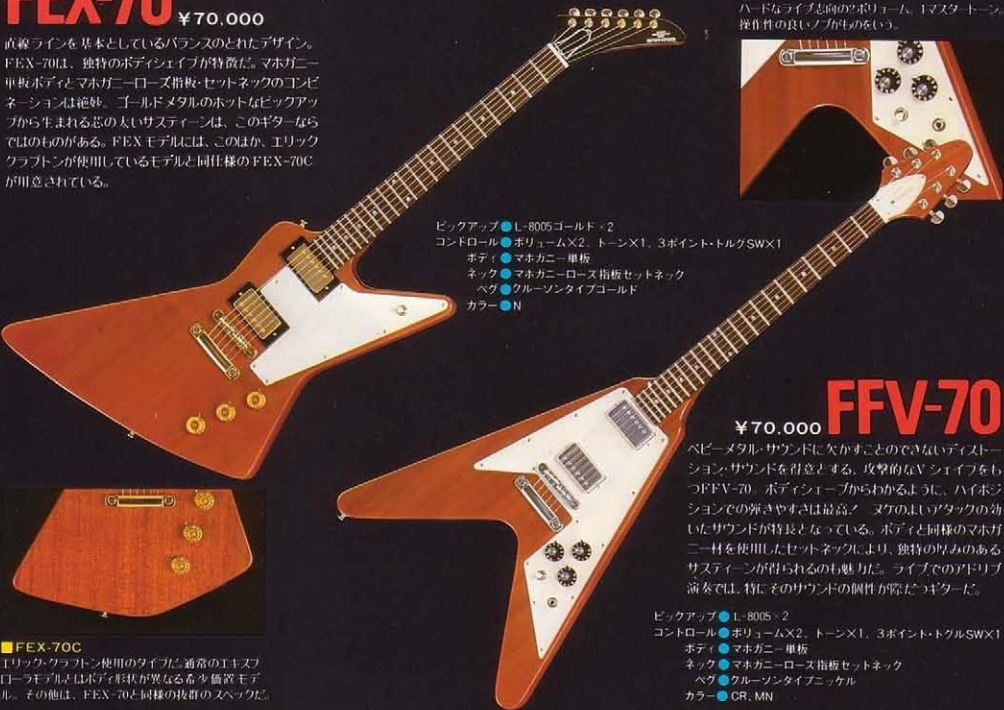 FEX-70 ¥70,000
直線ラインを基本としているバランスのとれたデザイン。
FEX-70は、独特のボディシェイプが特徴だ。マホガニー
単板ボディとマホガニーローズ指板・セットネックのコンビ
ネーションは絶妙。ゴールドメタルのホットなピックアッ
プから生まれる芯の太いサスティーンは、このギターなら
ではのものがある。FEXモデルには、このほか、エリック
クラプトンが使用しているモデルと同仕様のFEX-70C
が用意されている。
ピックアップ●L-8005ゴールド×2
コンドロール●ボリューム×2、トーン×1、3ポイント・トルグSW×1
ボディ●マホガニー単板
ネック●マホガニーローズ指板セットネック
ペグ●クルーソンタイプゴールド
カラー●N
■FEX-70C
エリック・クラプトン使用のタイプだ。通常のエキスプ
ローラモデルとはボディ形状が異なる希少価値モデ
ル。その他は、FEX-70と同様の抜群のスペックだ。
ハードなライブ志向の2ボリューム、1マスタートーン。
操作性の良いノブがものをいう。
¥70,000 FFV-70
ベビーメタル・サウンドに欠かすことのできないディストー
ション・サウンドを得意とする、攻撃的なVシェイプをも
つFFV-70。ボディシェープからわかるように、ハイポジ
ションでの弾きやすさは最高！ ヌケのよいアタックの効
いたサウンドが特長となっている。ボディと同様のマホガ
ニー材を使用したセットネックにより、独特の厚みのある
サスティーンが得られるのも魅力だ。ライブでのアドリブ
演奏では、特にそのサウンドの個性が際だつギターだ。
ピックアップ●L-8005×2
コントロール●ボリューム×2、トーン×1、3ポイント・トグルSW×1
ボディ●マホガニー単板
ネック●マホガニーローズ指板セットネック
ペグ●クルーソンタイプニッケル
カラー●CR、MN